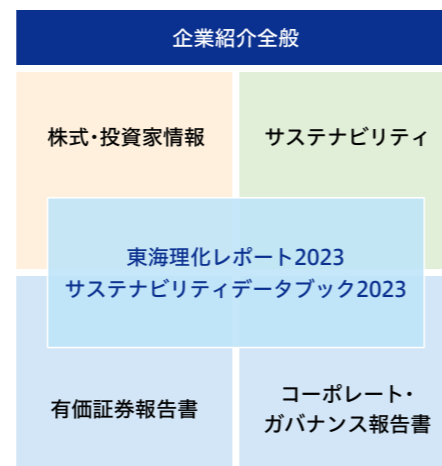 企業紹介全般
株式・投資家情報
サステナビリティ
東海理化レポート2023
サステナビリティデータブック2023
有価証券報告書
コーポレート・
ガバナンス報告書